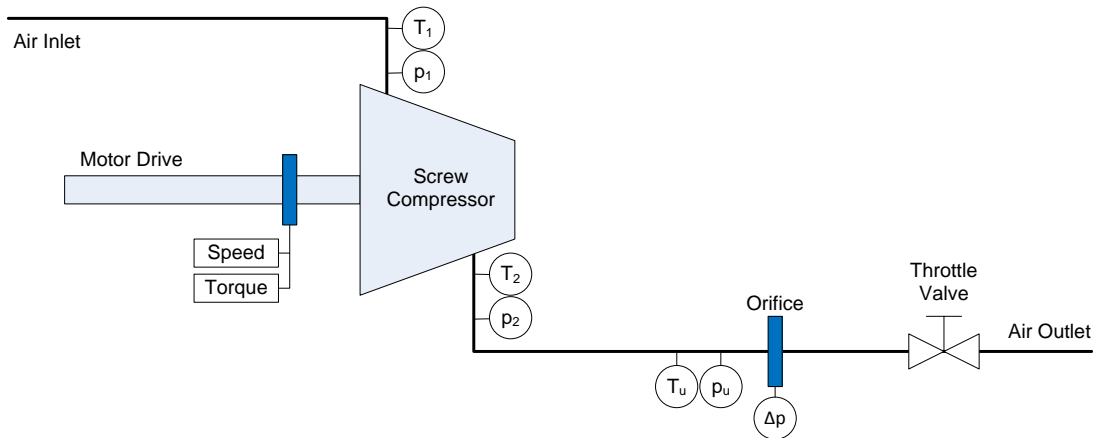 Air Inlet
T₁
p₁
Motor Drive
Screw
Compressor
Speed
Torque
T₂
p₂
Orifice
Throttle
Valve
Air Outlet
Tᵤ
pᵤ
Δp